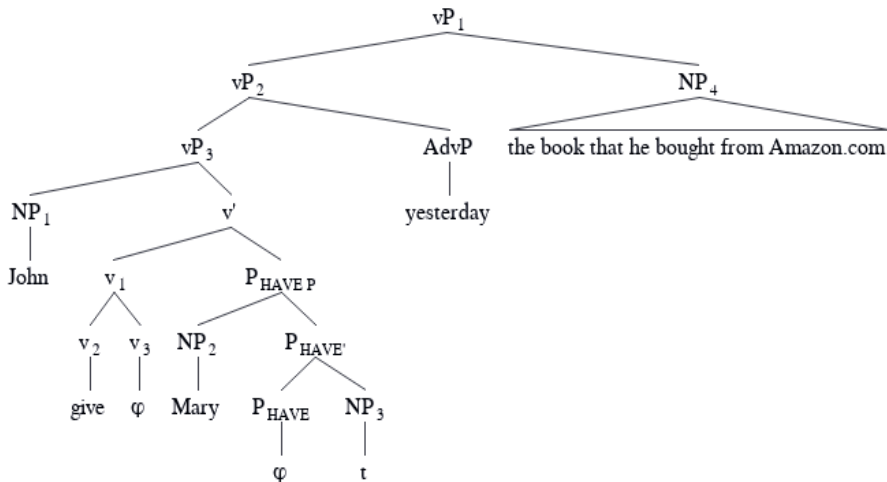 vP1
vP2 NP4
vP3 AdvP the book that he bought from Amazon.com
NP1 v' yesterday
John v1 PHAVE P
v2 v3 NP2 PHAVE'
give φ Mary PHAVE NP3
φ t